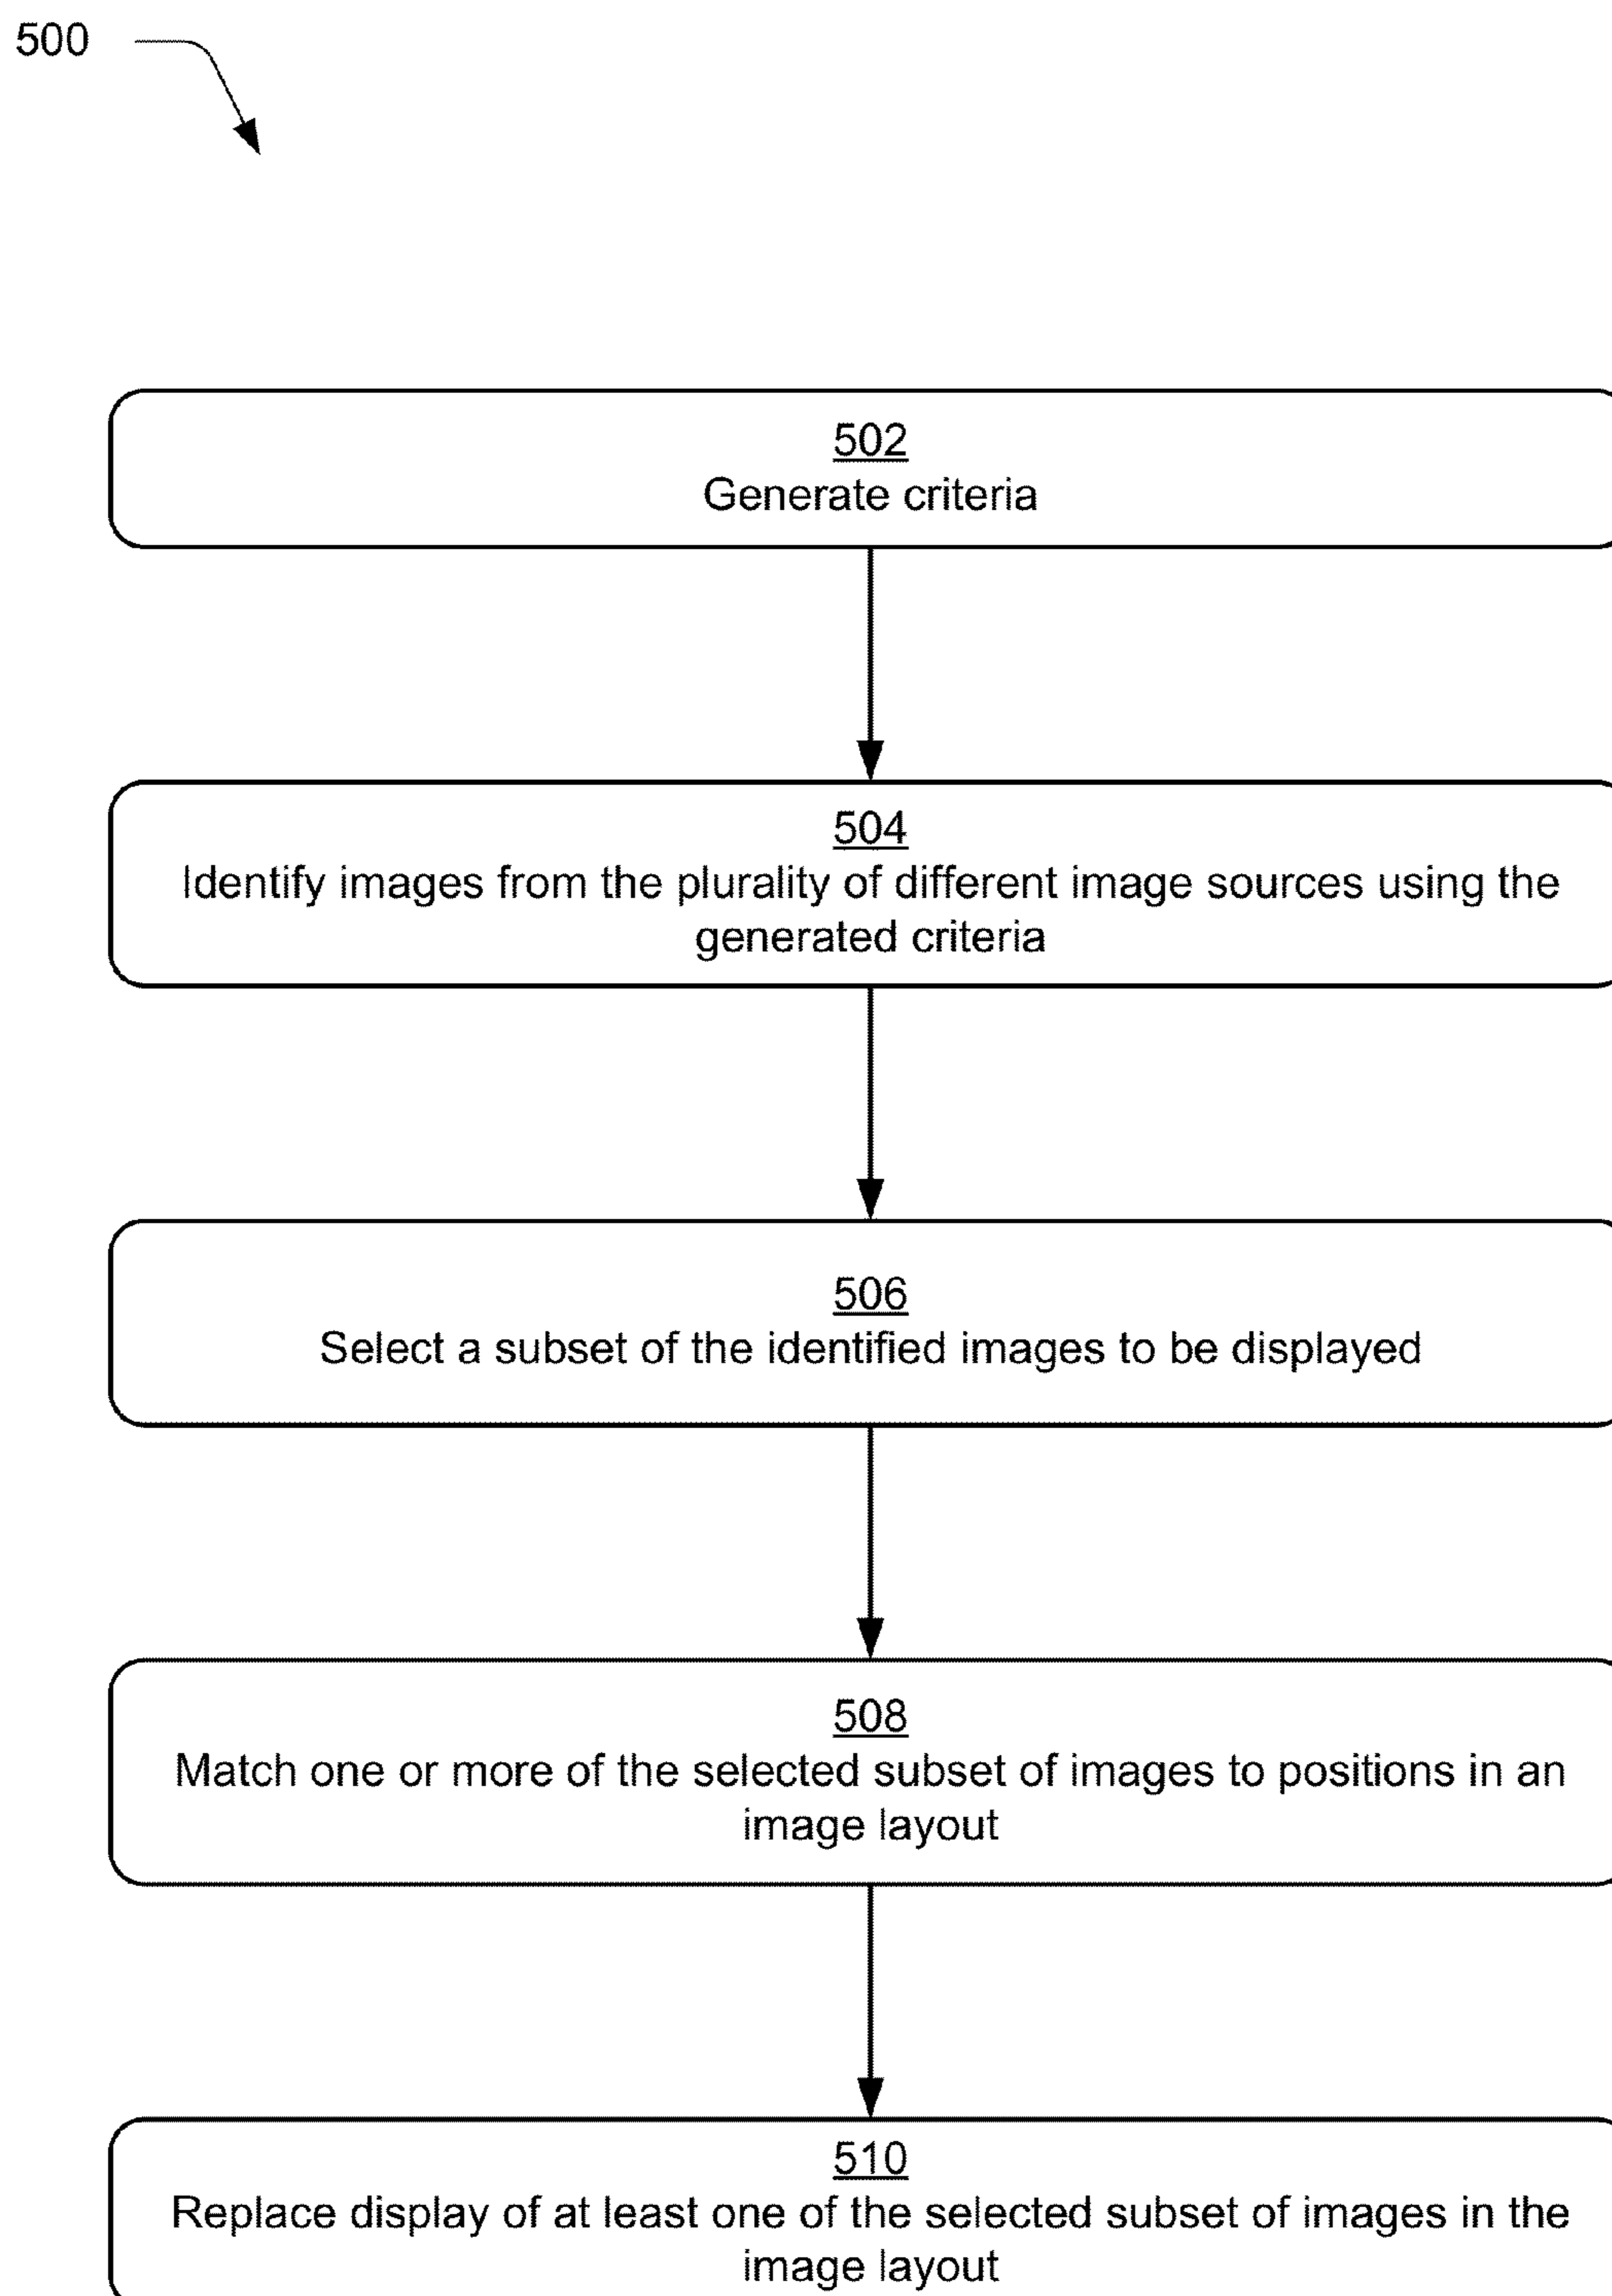 500
502
Generate criteria
504
Identify images from the plurality of different image sources using the
generated criteria
506
Select a subset of the identified images to be displayed
508
Match one or more of the selected subset of images to positions in an
image layout
510
Replace display of at least one of the selected subset of images in the
image layout